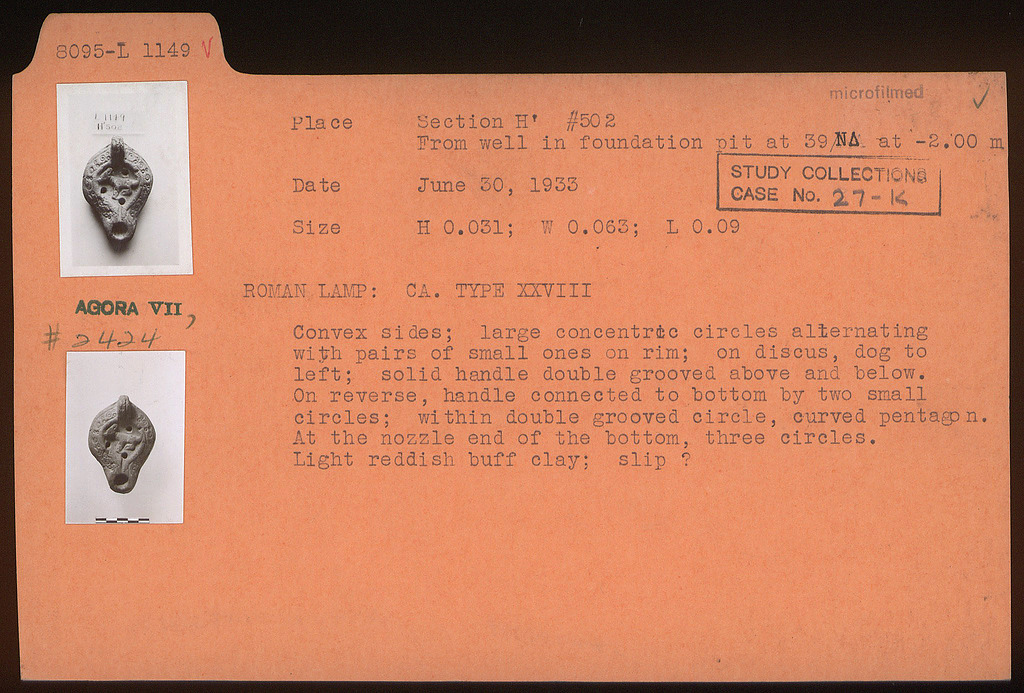 8095-L 1149 V
microfilmed ✓
L 1149
H' 502
Place Section H' #502
From well in foundation pit at 39/ΝΔ at -2.00 m
Date June 30, 1933
STUDY COLLECTIONS
CASE No. 27-K
Size H 0.031; W 0.063; L 0.09
ROMAN LAMP: CA. TYPE XXVIII
AGORA VII,
# 2424
Convex sides; large concentric circles alternating
with pairs of small ones on rim; on discus, dog to
left; solid handle double grooved above and below.
On reverse, handle connected to bottom by two small
circles; within double grooved circle, curved pentagon.
At the nozzle end of the bottom, three circles.
Light reddish buff clay; slip ?